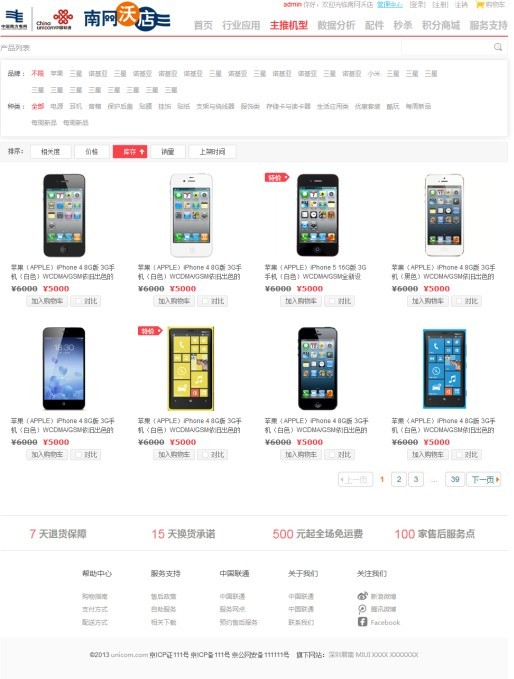 admin 你好，欢迎光临南网沃店 管理中心 [登录] [注册] 注销 购物车
中国南方电网 China unicom中国联通 南网沃店
首页 行业应用 主推机型 数据分析 配件 秒杀 积分商城 服务支持
产品列表
品牌： 不限 苹果 三星 诺基亚 诺基亚 三星 诺基亚 诺基亚 诺基亚 诺基亚 三星 诺基亚 诺基亚 小米 三星 三星 三星
三星 三星 三星 三星 三星 三星 三星 三星
种类： 全部 电源 耳机 音箱 保护后盖 贴膜 挂饰 贴纸 支架与绕线器 服饰类 存储卡与读卡器 生活应用类 优惠套装 酷玩 每周新品
每周新品 每周新品
排序： 相关度 价格 库存 销量 上架时间
特价
苹果（APPLE）iPhone 4 8G版 3G手机（白色）WCDMA/GSM依旧出色的
¥6000 ¥5000
加入购物车 对比
苹果（APPLE）iPhone 4 8G版 3G手机（白色）WCDMA/GSM依旧出色的
¥6000 ¥5000
加入购物车 对比
苹果（APPLE）iPhone 5 16G版 3G手机（白色）WCDMA/GSM全新设
¥6000 ¥5000
加入购物车 对比
苹果（APPLE）iPhone 4 8G版 3G手机（黑色）WCDMA/GSM依旧出色的
¥6000 ¥5000
加入购物车 对比
18:30
特价
苹果（APPLE）iPhone 4 8G版 3G手机（白色）WCDMA/GSM依旧出色的
¥6000 ¥5000
加入购物车 对比
苹果（APPLE）iPhone 4 8G版 3G手机（白色）WCDMA/GSM依旧出色的
¥6000 ¥5000
加入购物车 对比
苹果（APPLE）iPhone 4 8G版 3G手机（白色）WCDMA/GSM依旧出色的
¥6000 ¥5000
加入购物车 对比
苹果（APPLE）iPhone 4 8G版 3G手机（白色）WCDMA/GSM依旧出色的
¥6000 ¥5000
加入购物车 对比
上一页 1 2 3 ... 39 下一页
7 天退货保障 15 天换货承诺 500 元起全场免运费 100 家售后服务点
帮助中心 服务支持 中国联通 关于我们 关注我们
购物指南 售后政策 中国联通 联系我们 新浪微博
支付方式 自助服务 服务网点 中国联通 腾讯微博
配送方式 相关下载 预约售后服务 联系我们 Facebook
©2013 unicom.com 京ICP证111号 京ICP备111号 京公网安备111111号 旗下网站：